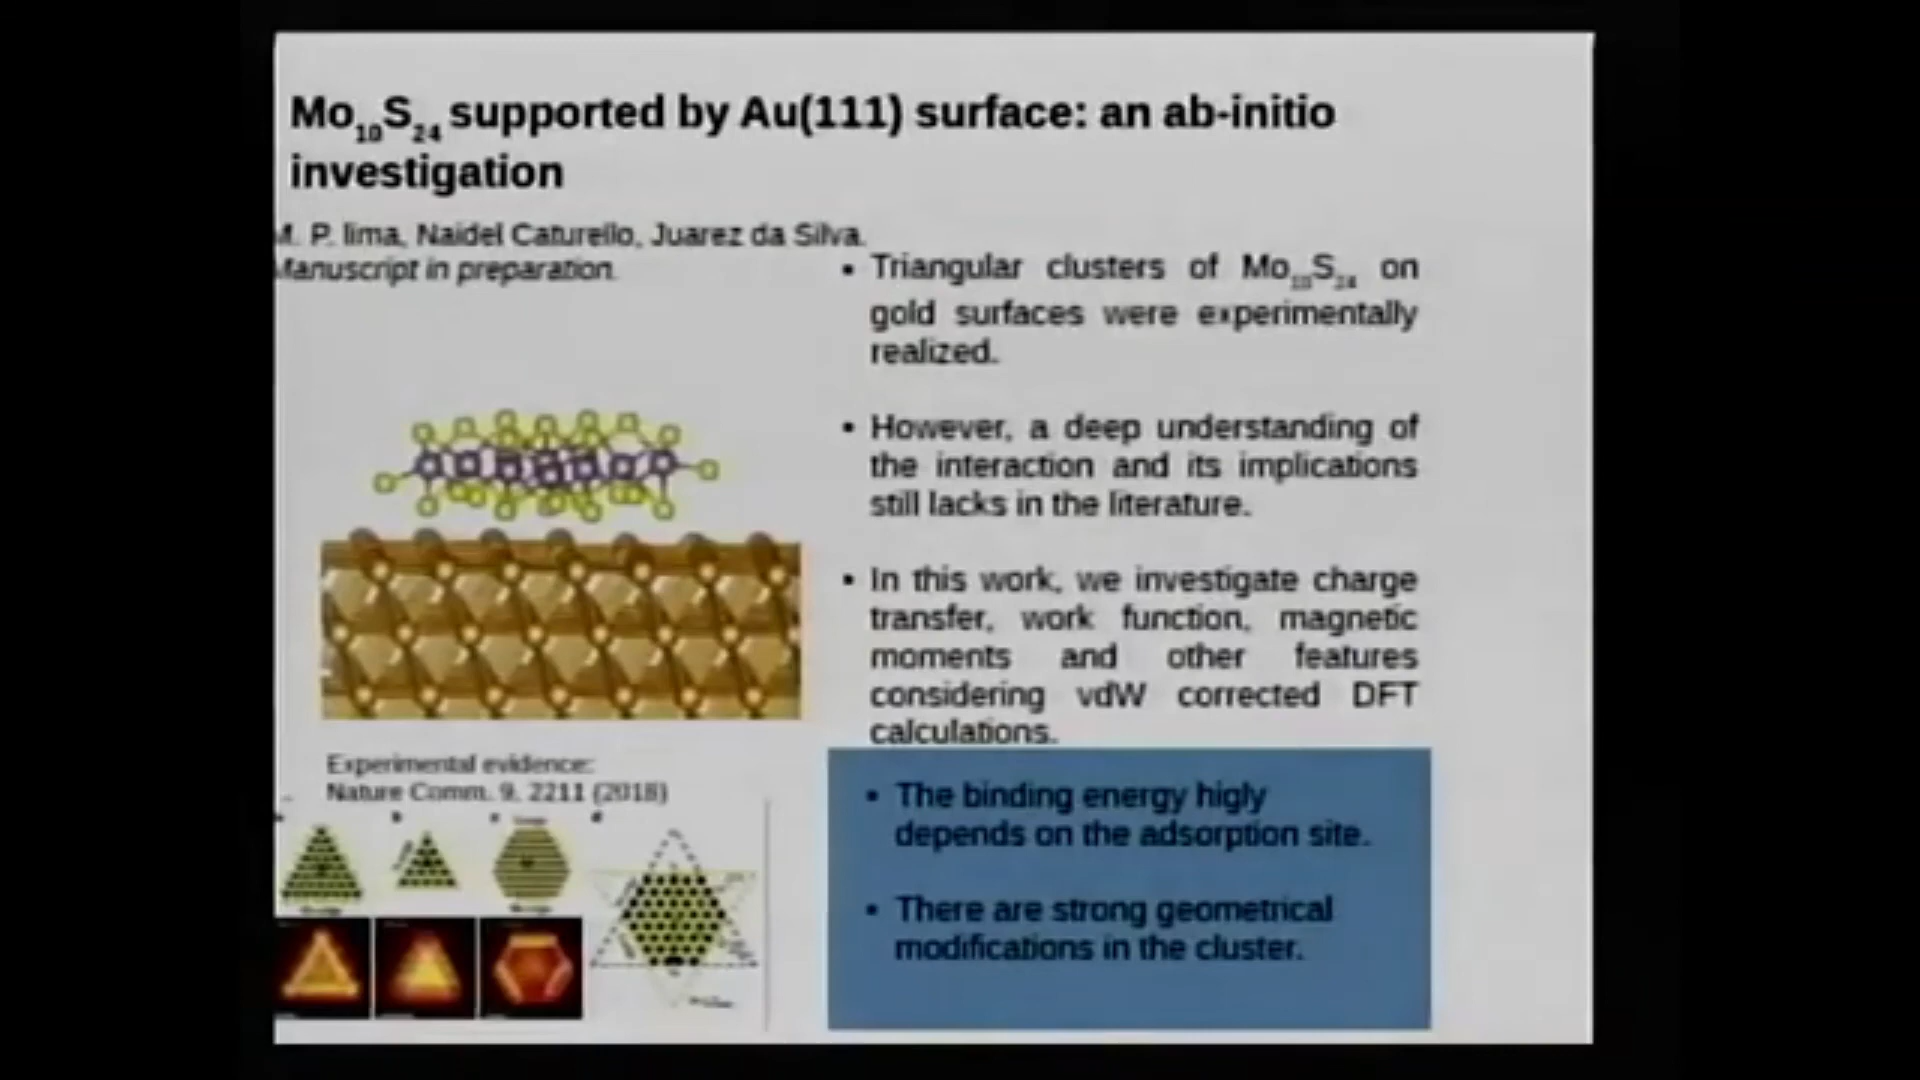 Mo10S24 supported by Au(111) surface: an ab-initio
investigation
M. P. lima, Naidel Caturello, Juarez da Silva.
Manuscript in preparation.
• Triangular clusters of Mo10S24 on
gold surfaces were experimentally
realized.
• However, a deep understanding of
the interaction and its implications
still lacks in the literature.
• In this work, we investigate charge
transfer, work function, magnetic
moments and other features
considering vdW corrected DFT
calculations.
Experimental evidence:
Nature Comm. 9, 2211 (2018)
b
c
d
• The binding energy higly
depends on the adsorption site.
• There are strong geometrical
modifications in the cluster.